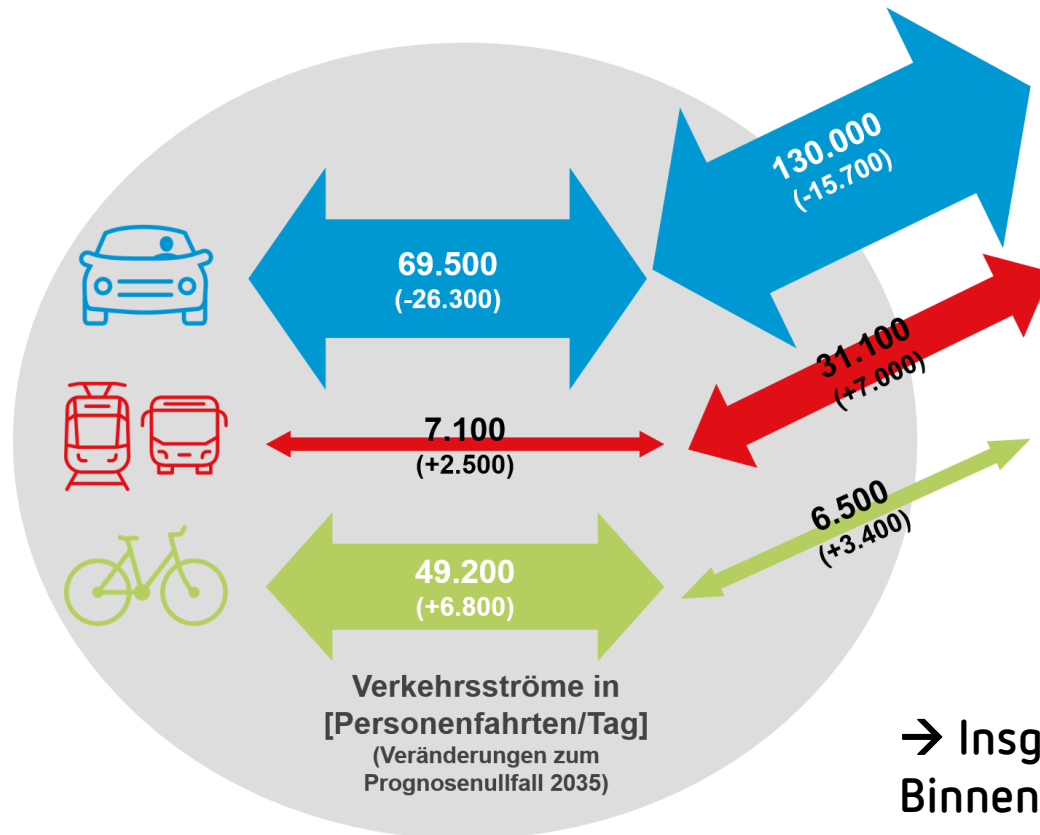 130.000
(-15.700)
69.500
(-26.300)
31.100
(+7.000)
7.100
(+2.500)
6.500
(+3.400)
49.200
(+6.800)
Verkehrsströme in
[Personenfahrten/Tag]
(Veränderungen zum
Prognosenullfall 2035)
→ Insg
Binnen